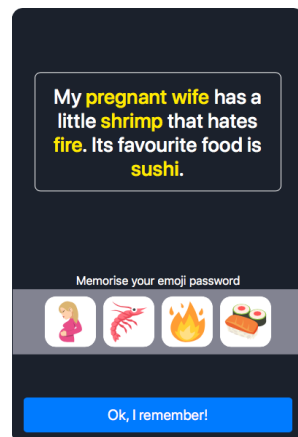 My pregnant wife has a
little shrimp that hates
fire. Its favourite food is
sushi.
Memorise your emoji password
Ok, I remember!